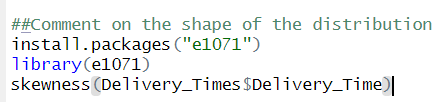 ##Comment on the shape of the distribution
install.packages("e1071")
library(e1071)
skewness(Delivery_Times$Delivery_Time)